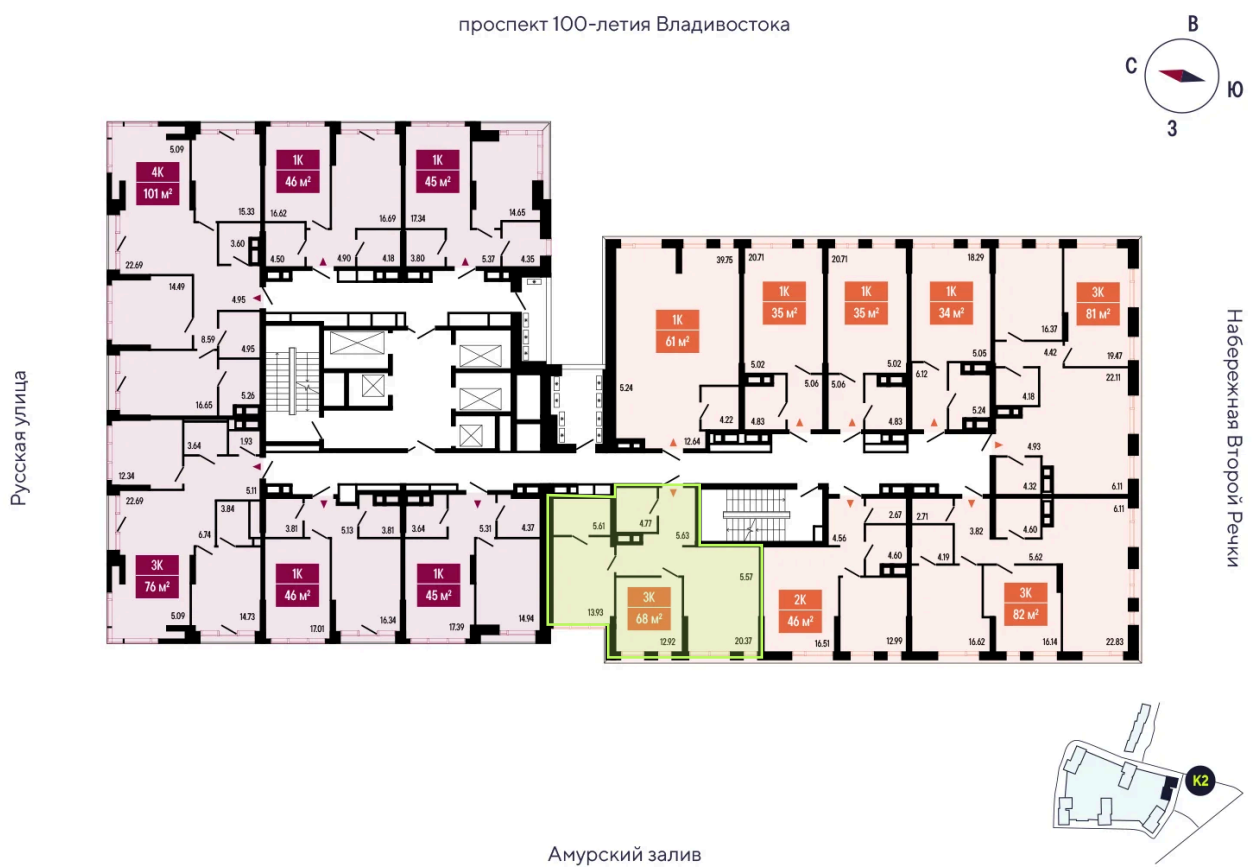 проспект 100-летия Владивостока
В
С
Ю
З
5.09
4К
101 м²
15.33
3.60
22.69
1К
46 м²
16.62
16.69
4.50
4.90
4.18
1К
45 м²
17.34
14.65
3.80
5.37
4.35
14.49
4.95
8.59
4.95
16.65
5.26
3.64
1.93
12.34
22.69
5.11
3.84
6.74
3К
76 м²
5.09
14.73
3.81
5.13
3.81
1К
46 м²
17.01
16.34
3.64
5.31
4.37
1К
45 м²
17.39
14.94
39.75
1К
61 м²
5.24
4.22
12.64
20.71
1К
35 м²
5.02
5.06
4.83
20.71
1К
35 м²
5.02
5.06
4.83
18.29
1К
34 м²
5.05
6.12
5.24
3К
81 м²
16.37
4.42
19.47
22.11
4.18
4.93
4.32
6.11
5.61
4.77
5.63
5.57
3К
68 м²
13.93
12.92
20.37
2.67
4.56
4.60
2К
46 м²
16.51
12.99
2.71
3.82
4.60
6.11
4.19
5.62
3К
82 м²
16.62
16.14
22.83
Русская улица
Набережная Второй Речки
К2
Амурский залив